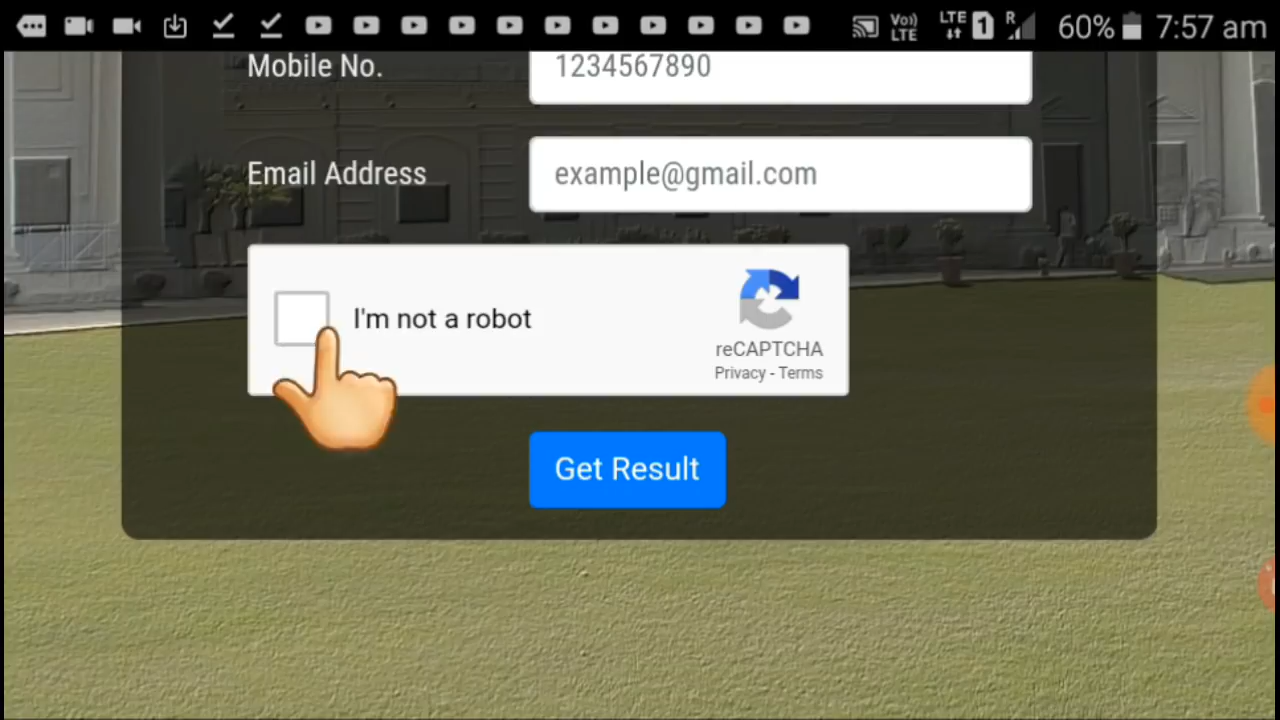 Vo) LTE LTE 1 R 60% 7:57 am
Mobile No. 1234567890
Email Address example@gmail.com
I'm not a robot
reCAPTCHA
Privacy - Terms
Get Result